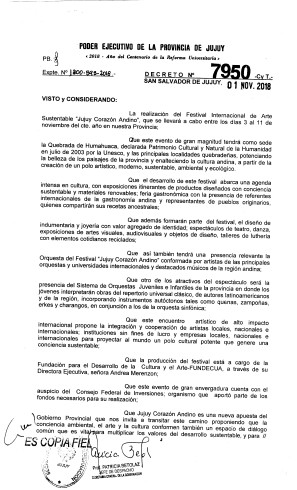 PODER EJECUTIVO DE LA PROVINCIA DE JUJUY
« 2018 - Año del Centenario de la Reforma Universitaria »
PB.
Expte. Nº 1200-523-2018.-
DECRETO Nº 7950 -Cy T.-
SAN SALVADOR DE JUJUY, 01 NOV. 2018
VISTO y CONSIDERANDO:
La realización del Festival Internacional de Arte
Sustentable "Jujuy Corazón Andino", que se llevará a cabo entre los días 3 al 11 de
noviembre del cte. año en nuestra Provincia;
Que este evento de gran magnitud tendrá como sede
la Quebrada de Humahuaca, declarada Patrimonio Cultural y Natural de la Humanidad
en julio de 2003 por la Unesco, y las principales localidades quebradeñas, potenciando
la belleza de los paisajes de la provincia y enalteciendo la cultura andina, a partir de la
creación de un polo artístico, moderno, sustentable, ambiental y ecológico.
Que el desarrollo de este festival abarca una agenda
intensa en cultura, con exposiciones itinerantes de productos diseñados con conciencia
sustentable y materiales renovables; feria gastronómica con la presencia de referentes
internacionales de la gastronomía andina y representantes de pueblos originarios,
quienes compartirán sus recetas ancestrales;
Que además formarán parte del festival, el diseño de
indumentaria y joyería con valor agregado de identidad, espectáculos de teatro, danza,
exposiciones de artes visuales, audiovisuales y objetos de diseño, talleres de luthería
con elementos cotidianos reciclados;
Que así también tendrá una presencia relevante la
Orquesta del Festival "Jujuy Corazón Andino" conformada por artistas de las principales
orquestas y universidades internacionales y destacados músicos de la región andina;
Que otro de los atractivos del espectáculo será la
presencia del Sistema de Orquestas Juveniles e Infantiles de la provincia en donde los
jóvenes interpretarán obras del repertorio universal clásico, de autores latinoamericanos
y de la región, incorporando instrumentos autóctonos tales como quenas, zampoñas,
erkes y charangos, en conjunción a los de la orquesta sinfónica;
Que este encuentro artístico de alto impacto
internacional propone la integración y cooperación de artistas locales, nacionales e
internacionales; instituciones sin fines de lucro y empresas locales, nacionales e
internacionales para proyectar al mundo un polo cultural potente que genere una
conciencia sustentable;
Que la producción del festival está a cargo de la
Fundación para el Desarrollo de la Cultura y el Arte-FUNDECUA, a través de su
Directora Ejecutiva, señora Andrea Merenzon;
Que este evento de gran envergadura cuenta con el
auspicio del Consejo Federal de Inversiones; organismo que aportó parte de los
fondos necesarios para su realización;
Que Jujuy Corazón Andino es una nueva apuesta del
Gobierno Provincial que nos invita a transitar este camino proponiendo que la
conciencia ambiental, el arte y la cultura conformen también un espacio de diálogo
común que es vital para multiplicar los valores del desarrollo sustentable, y para
ES COPIA FIEL
Prof. PATRICIA BETOLAZ
JUJUY